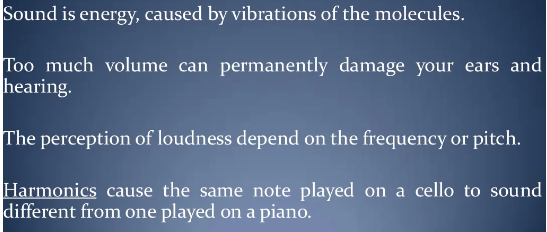 Sound is energy, caused by vibrations of the molecules.
Too much volume can permanently damage your ears and
hearing.
The perception of loudness depend on the frequency or pitch.
Harmonics cause the same note played on a cello to sound
different from one played on a piano.